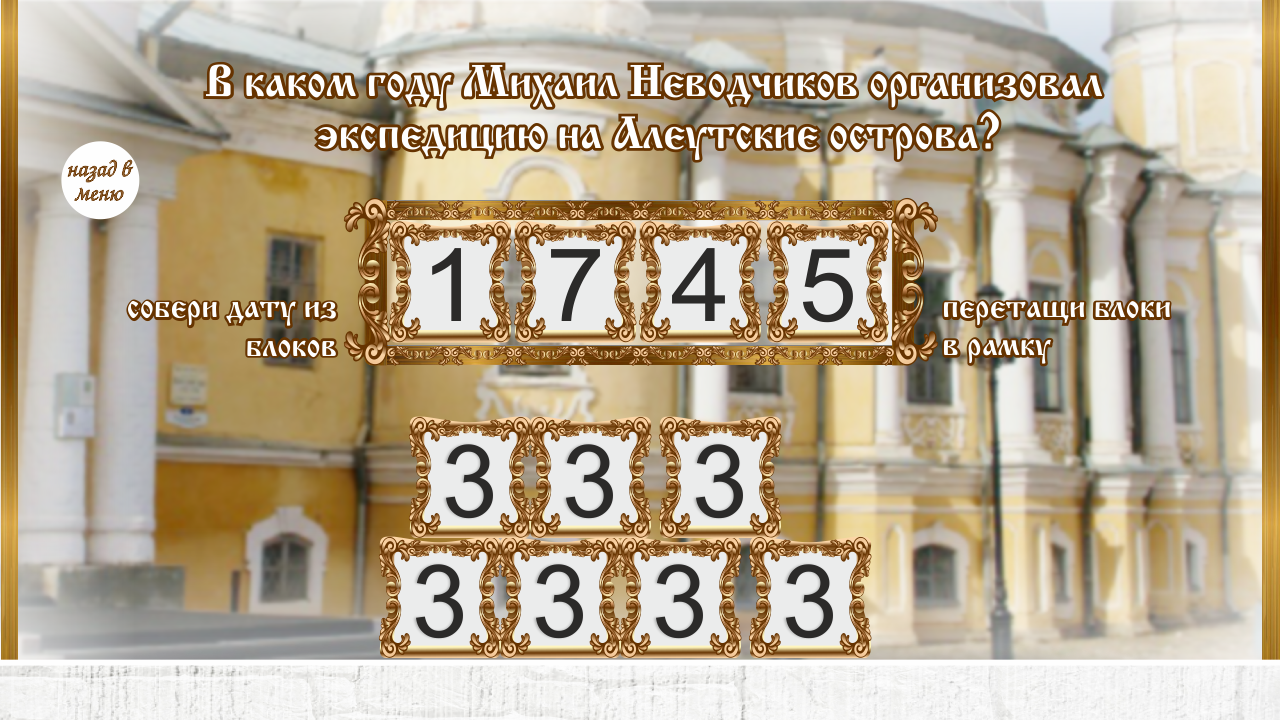 В каком году Михаил Неводчиков организовал
экспедицию на Алеутские острова?
назад в
меню
1 7 4 5
собери дату из
блоков
перетащи блоки
в рамку
3 3 3
3 3 3 3